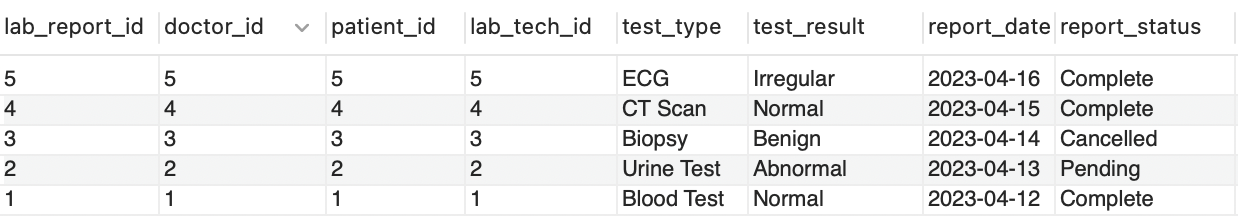 lab_report_id doctor_id patient_id lab_tech_id test_type test_result report_date report_status
5 5 5 5 ECG Irregular 2023-04-16 Complete
4 4 4 4 CT Scan Normal 2023-04-15 Complete
3 3 3 3 Biopsy Benign 2023-04-14 Cancelled
2 2 2 2 Urine Test Abnormal 2023-04-13 Pending
1 1 1 1 Blood Test Normal 2023-04-12 Complete